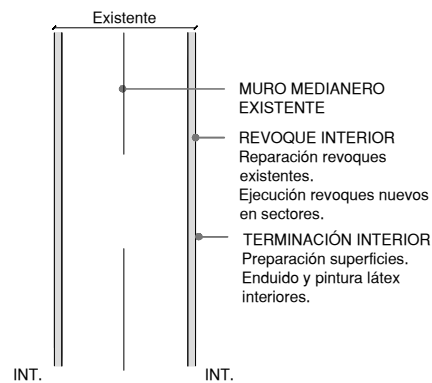 Existente
MURO MEDIANERO
EXISTENTE
REVOQUE INTERIOR
Reparación revoques
existentes.
Ejecución revoques nuevos
en sectores.
TERMINACIÓN INTERIOR
Preparación superficies.
Enduido y pintura látex
interiores.
INT.
INT.